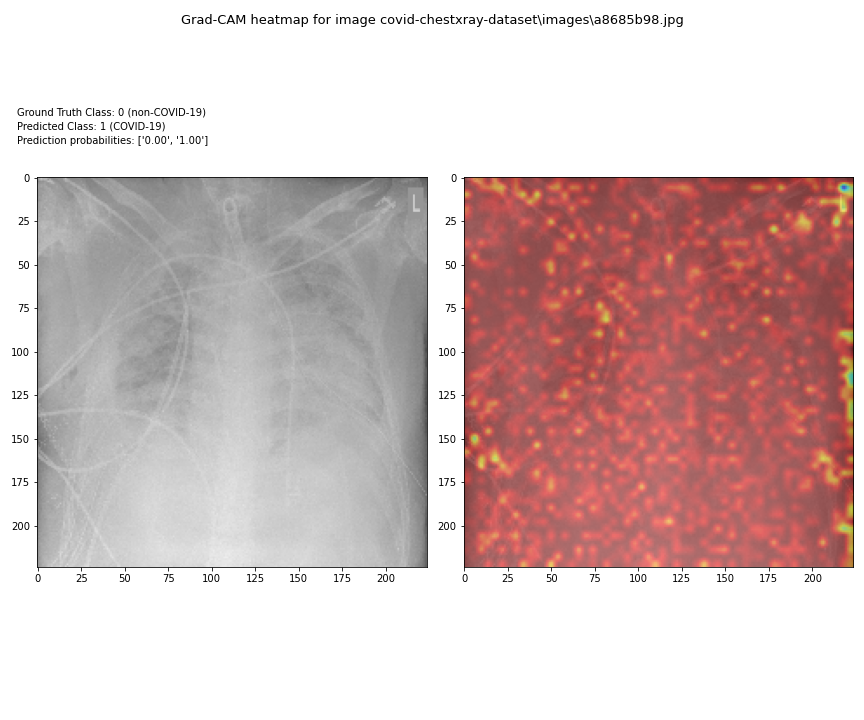 Grad-CAM heatmap for image covid-chestxray-dataset\images\a8685b98.jpg
Ground Truth Class: 0 (non-COVID-19)
Predicted Class: 1 (COVID-19)
Prediction probabilities: ['0.00', '1.00']
0
25
50
75
100
125
150
175
200
0 25 50 75 100 125 150 175 200
L
0
25
50
75
100
125
150
175
200
0 25 50 75 100 125 150 175 200